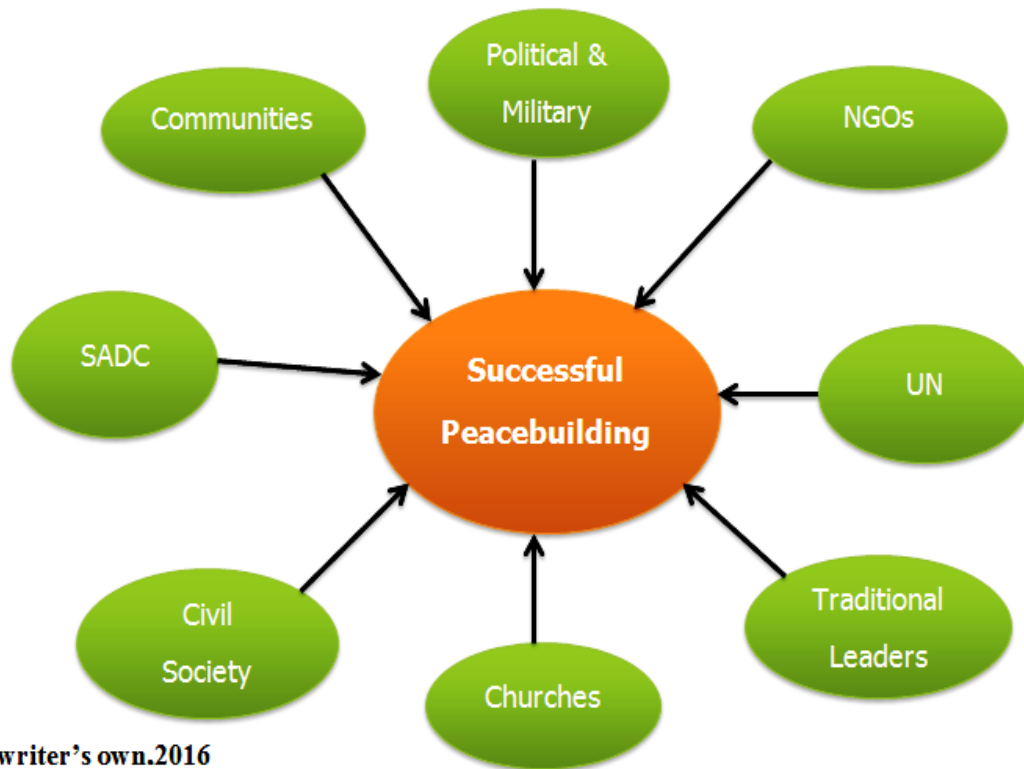 Political &
Military
Communities
NGOs
SADC
Successful
Peacebuilding
UN
Civil
Society
Churches
Traditional
Leaders
writer's own.2016